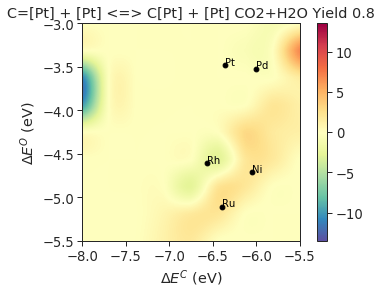 C=[Pt] + [Pt] <=> C[Pt] + [Pt] CO2+H2O Yield 0.8
−3.0
−3.5
−4.0
−4.5
−5.0
−5.5
ΔE^O (eV)
Pt
Pd
Rh
Ni
Ru
−8.0 −7.5 −7.0 −6.5 −6.0 −5.5
ΔE^C (eV)
10
5
0
−5
−10